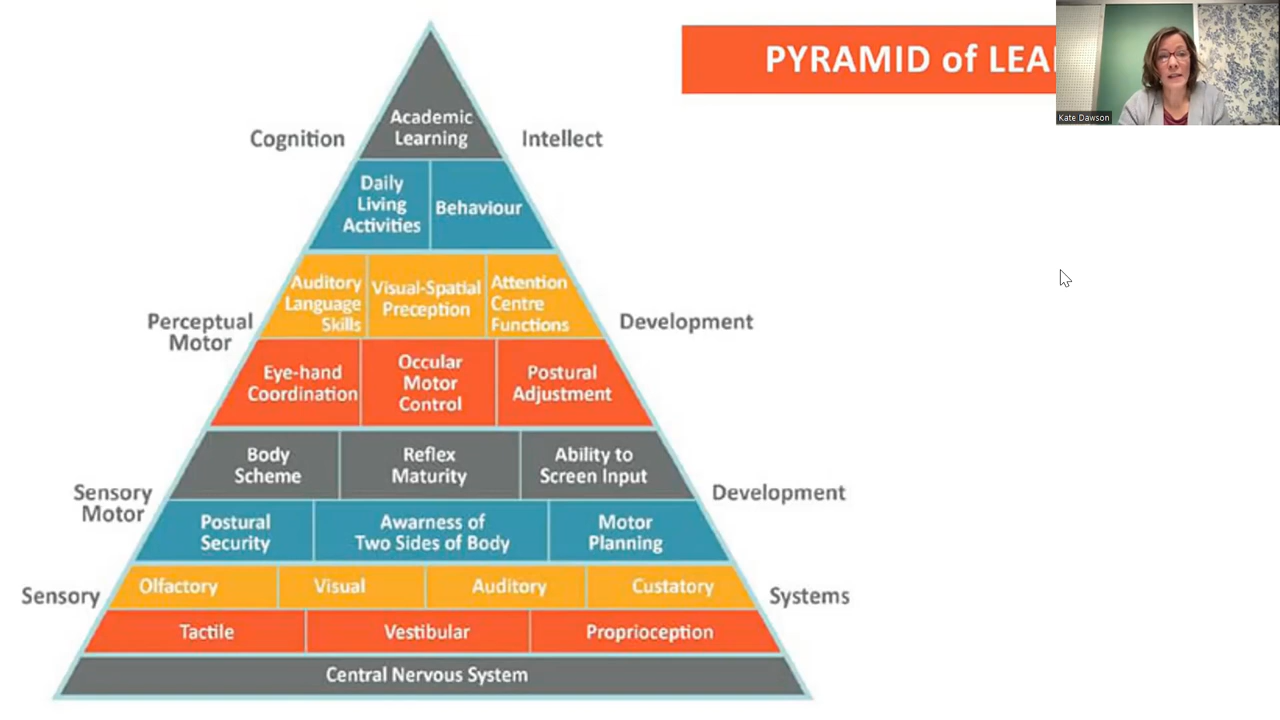 PYRAMID of LEA
Kate Dawson
Academic
Learning
Cognition
Intellect
Daily
Living
Activities
Behaviour
Auditory
Language
Skills
Visual-Spatial
Preception
Attention
Centre
Functions
Perceptual
Motor
Development
Eye-hand
Coordination
Occular
Motor
Control
Postural
Adjustment
Body
Scheme
Reflex
Maturity
Ability to
Screen Input
Sensory
Motor
Development
Postural
Security
Awarness of
Two Sides of Body
Motor
Planning
Sensory
Olfactory
Visual
Auditory
Custatory
Systems
Tactile
Vestibular
Proprioception
Central Nervous System